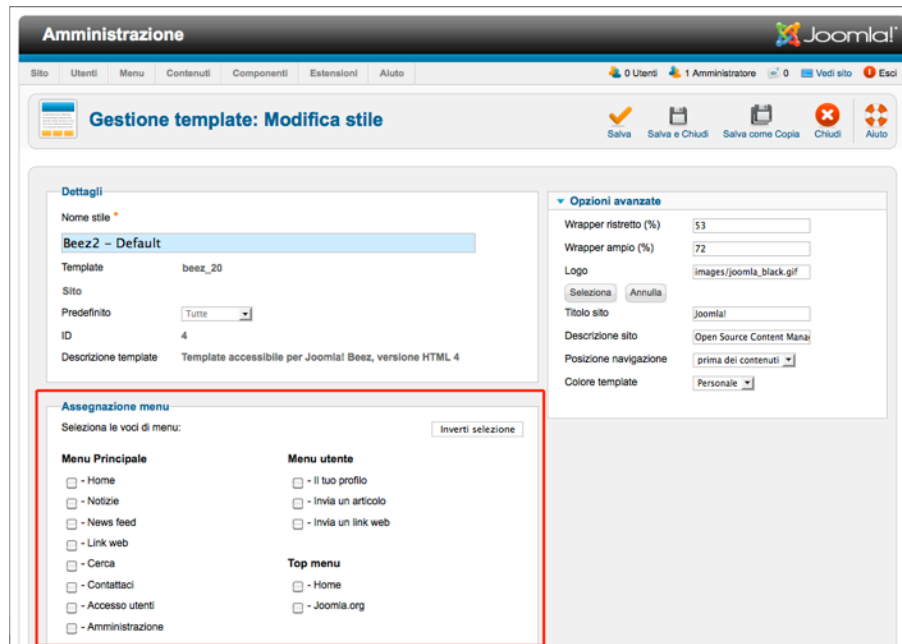 Amministrazione
Joomla!
Sito Utenti Menu Contenuti Componenti Estensioni Aiuto
0 Utenti 1 Amministratore 0 Vedi sito Esci
Gestione template: Modifica stile
Salva Salva e Chiudi Salva come Copia Chiudi Aiuto
Dettagli
Nome stile *
Beez2 - Default
Template beez_20
Sito
Predefinito Tutte
ID 4
Descrizione template Template accessibile per Joomla! Beez, versione HTML 4
Opzioni avanzate
Wrapper ristretto (%) 53
Wrapper ampio (%) 72
Logo images/joomla_black.gif
Seleziona Annulla
Titolo sito Joomla!
Descrizione sito Open Source Content Mana
Posizione navigazione prima dei contenuti
Colore template Personale
Assegnazione menu
Seleziona le voci di menu: Inverti selezione
Menu Principale
- Home
- Notizie
- News feed
- Link web
- Cerca
- Contattaci
- Accesso utenti
- Amministrazione
Menu utente
- Il tuo profilo
- Invia un articolo
- Invia un link web
Top menu
- Home
- Joomla.org